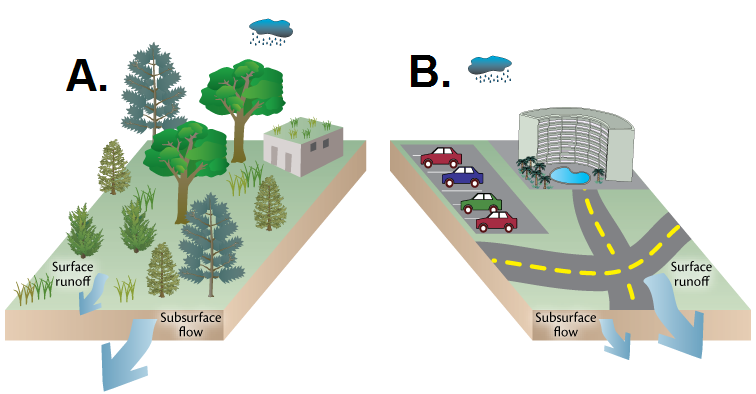 A.
Surface
runoff
Subsurface
flow
B.
Surface
runoff
Subsurface
flow